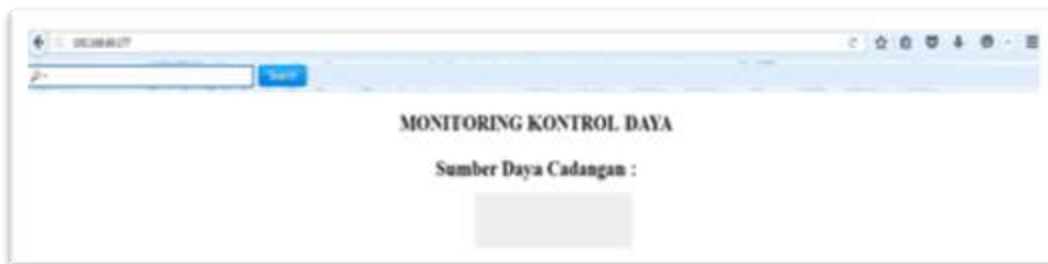 Search
MONITORING KONTROL DAYA
Sumber Daya Cadangan :